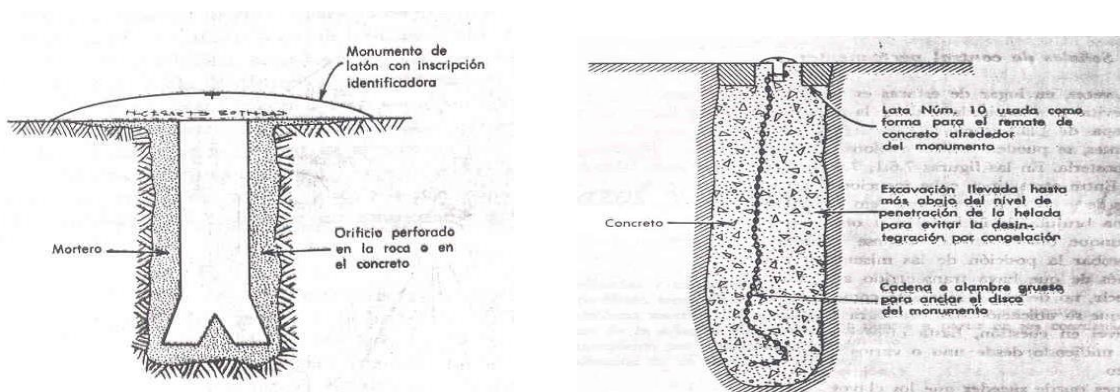 Monumento de
latón con inscripción
identificadora
Mortero
Orificio perforado
en la roca o en
el concreto
Lata Núm. 10 usada como
forma para el remate de
concreto alrededor
del monumento
Excavación llevada hasta
más abajo del nivel de
penetración de la helada
para evitar la desin-
tegración por congelación
Concreto
Cadena o alambre grueso
para anclar el disco
del monumento